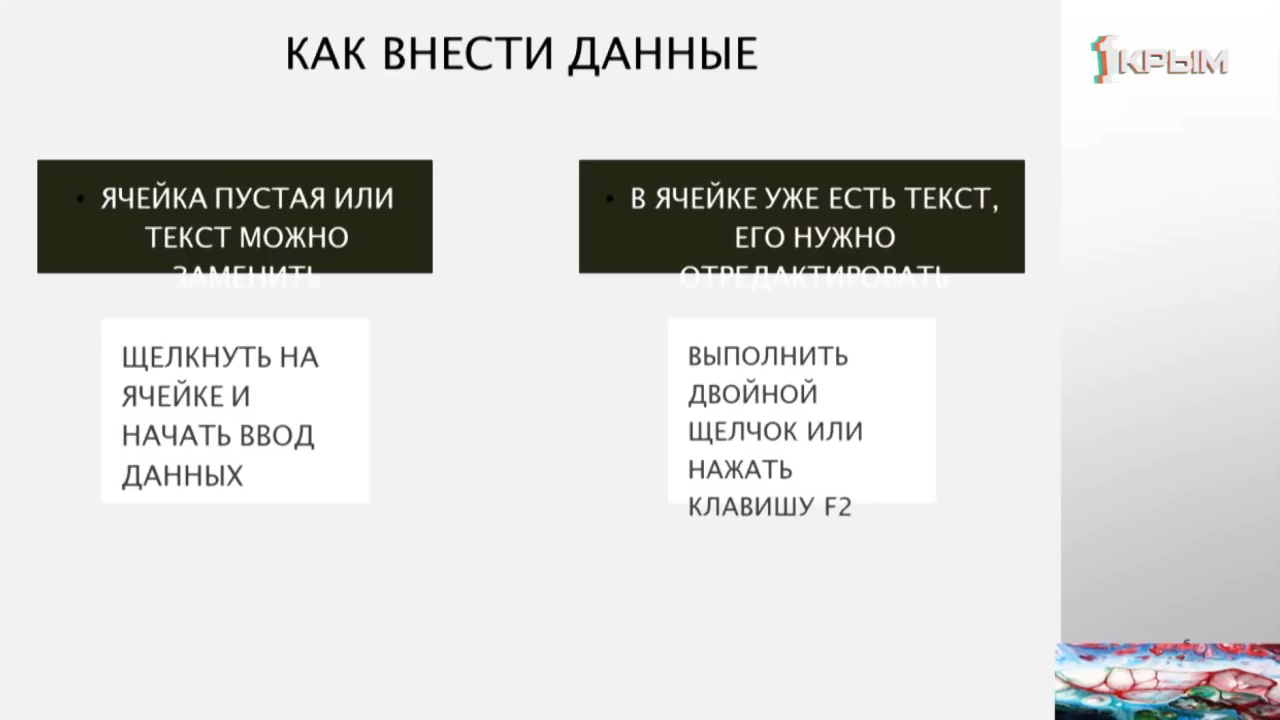 КАК ВНЕСТИ ДАННЫЕ
1КРЫМ
• ЯЧЕЙКА ПУСТАЯ ИЛИ
ТЕКСТ МОЖНО
ЗАМЕНИТЬ
ЩЕЛКНУТЬ НА
ЯЧЕЙКЕ И
НАЧАТЬ ВВОД
ДАННЫХ
• В ЯЧЕЙКЕ УЖЕ ЕСТЬ ТЕКСТ,
ЕГО НУЖНО
ОТРЕДАКТИРОВАТЬ
ВЫПОЛНИТЬ
ДВОЙНОЙ
ЩЕЛЧОК ИЛИ
НАЖАТЬ
КЛАВИШУ F2